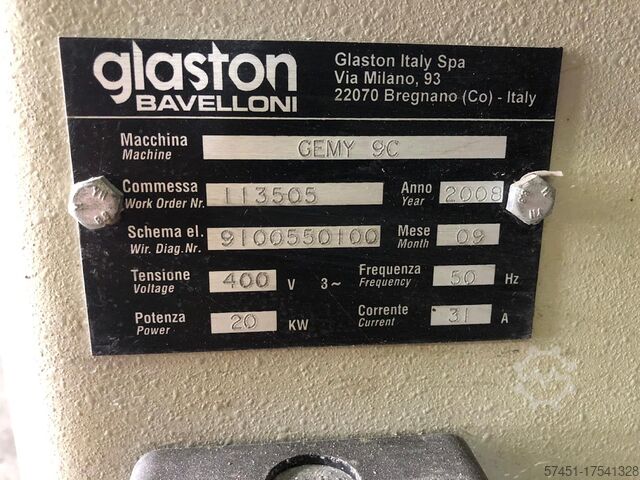 glaston
BAVELLONI
Glaston Italy Spa
Via Milano, 93
22070 Bregnano (Co) - Italy
Macchina
Machine
GEMY 9C
Commessa
Work Order Nr.
113505
Anno
Year
2008
Schema el.
Wir. Diag.Nr.
9100550100
Mese
Month
09
Tensione
Voltage
400 V 3~
Frequenza
Frequency
50 Hz
Potenza
Power
20 KW
Corrente
Current
31 A
57451-17541328